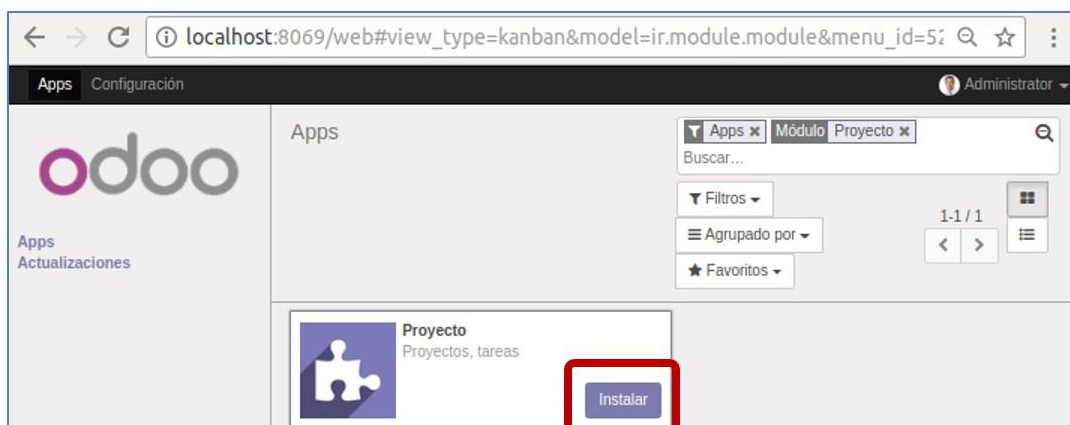 localhost:8069/web#view_type=kanban&model=ir.module.module&menu_id=52
Apps Configuración Administrator
odoo
Apps
Actualizaciones
Apps
Apps Módulo Proyecto
Buscar...
Filtros
Agrupado por
Favoritos
1-1 / 1
Proyecto
Proyectos, tareas
Instalar